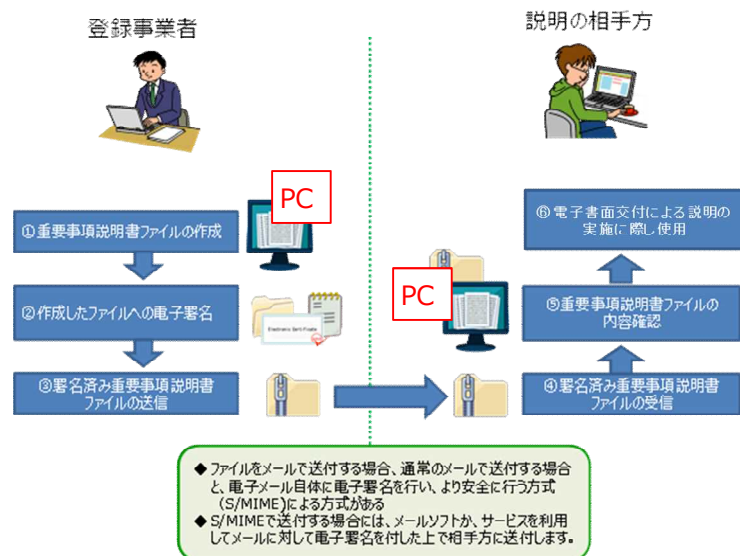 登録事業者
説明の相手方
PC
①重要事項説明書ファイルの作成
②作成したファイルへの電子署名
Electronic Certificate
③署名済み重要事項説明書
ファイルの送信
④署名済み重要事項説明書
ファイルの受信
PC
⑤重要事項説明書ファイルの
内容確認
⑥電子書面交付による説明の
実施に際し使用
◆ ファイルをメールで送付する場合、通常のメールで送付する場合
と、電子メール自体に電子署名を行い、より安全に行う方式
(S/MIME)による方式がある
◆ S/MIMEで送付する場合には、メールソフトか、サービスを利用
してメールに対して電子署名を付した上で相手方に送付します。